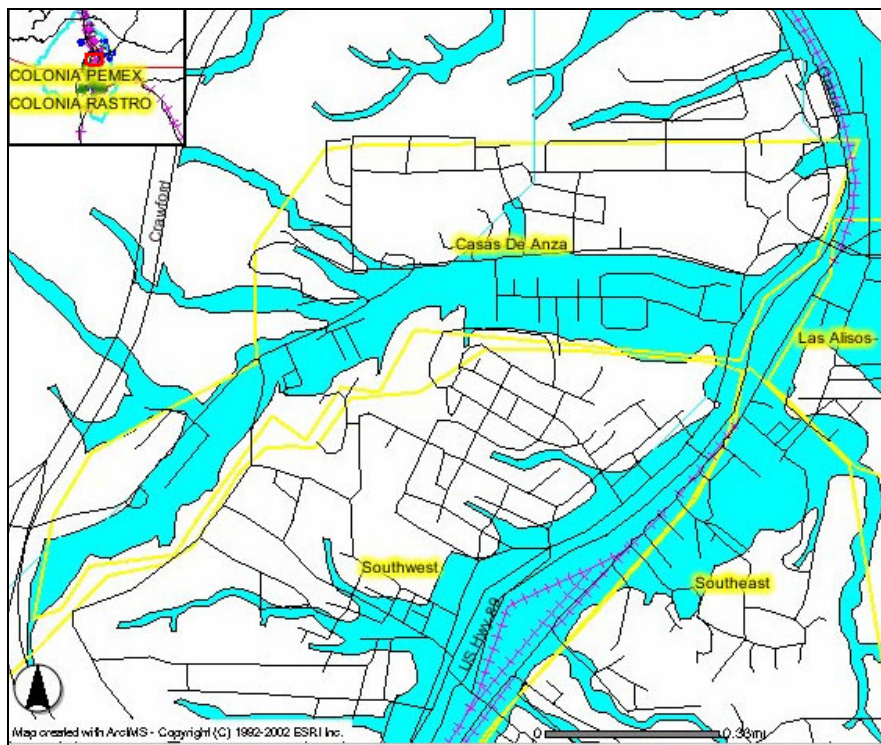 COLONIA PEMEX
COLONIA RASTRO
Crawford
Casas De Anza
Las Alisos-
Southwest
US Hwy 89
Southeast
Map created with ArcIMS - Copyright (C) 1992-2002 ESRI Inc.
0
0.33mi